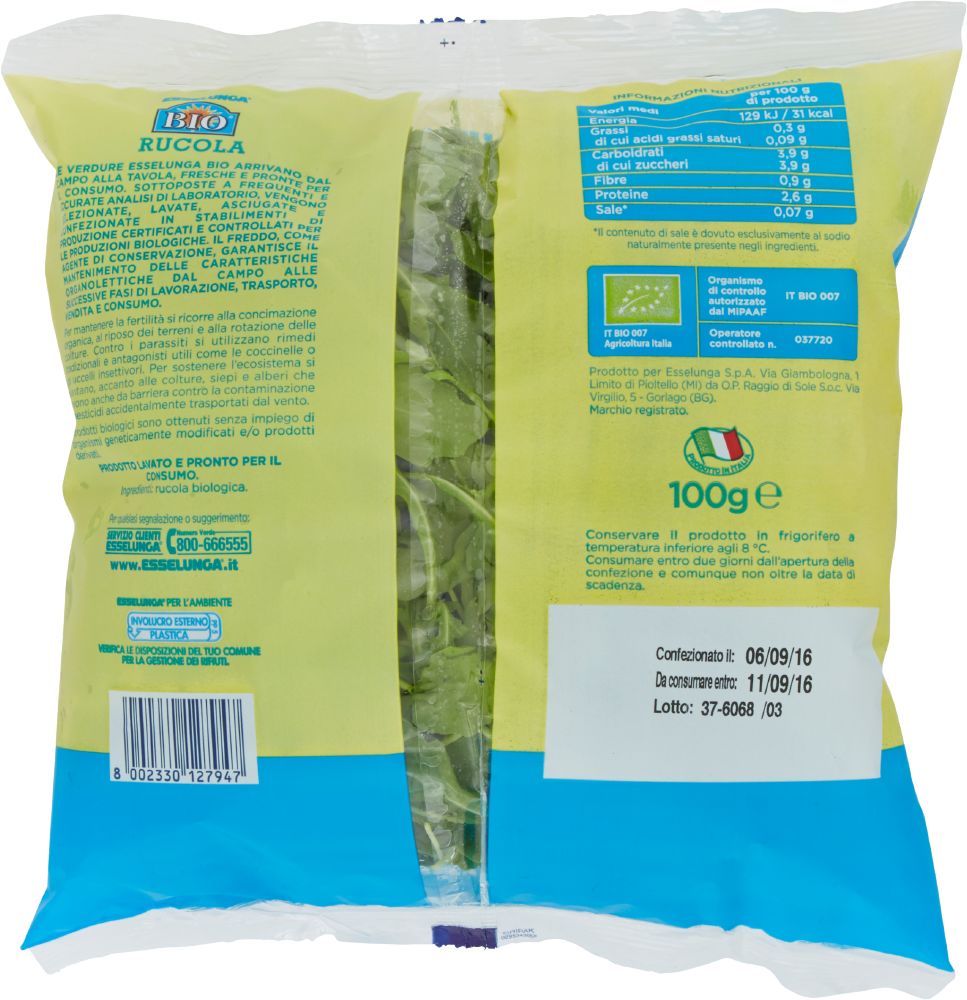 ESSELUNGA
BIO
RUCOLA
VERDURE ESSELUNGA BIO ARRIVANO DAL
CAMPO ALLA TAVOLA, FRESCHE E PRONTE PER
CONSUMO. SOTTOPOSTE A FREQUENTI E
ACCURATE ANALISI DI LABORATORIO, VENGONO
SELEZIONATE, LAVATE, ASCIUGATE E
CONFEZIONATE IN STABILIMENTI DI
PRODUZIONE CERTIFICATI E CONTROLLATI PER
LE PRODUZIONI BIOLOGICHE. IL FREDDO, COME
AGENTE DI CONSERVAZIONE, GARANTISCE IL
MANTENIMENTO DELLE CARATTERISTICHE
ORGANOLETTICHE DAL CAMPO ALLE
SUCCESSIVE FASI DI LAVORAZIONE, TRASPORTO,
VENDITA E CONSUMO.
Per mantenere la fertilità si ricorre alla concimazione
organica, al riposo dei terreni e alla rotazione delle
colture. Contro i parassiti si utilizzano rimedi
tradizionali e antagonisti utili come le coccinelle o
uccelli insettivori. Per sostenere l'ecosistema si
piantano, accanto alle colture, siepi e alberi che
anche da barriera contro la contaminazione
pesticidi accidentalmente trasportati dal vento.
prodotti biologici sono ottenuti senza impiego di
organismi geneticamente modificati e/o prodotti
derivati.
PRODOTTO LAVATO E PRONTO PER IL
CONSUMO.
Ingredienti: rucola biologica.
Per qualsiasi segnalazione o suggerimento:
SERVIZIO CLIENTI
ESSELUNGA
Numero Verde
800-666555
www.ESSELUNGA.it
ESSELUNGA PER L'AMBIENTE
INVOLUCRO ESTERNO
PLASTICA
VERIFICA LE DISPOSIZIONI DEL TUO COMUNE
PER LA GESTIONE DEI RIFIUTI.
8 002330 127947
INFORMAZIONI NUTRIZIONALI
Valori medi per 100 g di prodotto
Energia 129 kJ / 31 kcal
Grassi 0,3 g
di cui acidi grassi saturi 0,09 g
Carboidrati 3,9 g
di cui zuccheri 3,9 g
Fibre 0,9 g
Proteine 2,6 g
Sale* 0,07 g
*Il contenuto di sale è dovuto esclusivamente al sodio
naturalmente presente negli ingredienti.
IT BIO 007
Agricoltura Italia
Organismo
di controllo
autorizzato
dal MiPAAF
IT BIO 007
Operatore
controllato n.
037720
Prodotto per Esselunga S.p.A. Via Giambologna, 1
Limito di Pioltello (MI) da O.P. Raggio di Sole S.o.c. Via
Virgilio, 5 - Gorlago (BG).
Marchio registrato.
PRODOTTO IN ITALIA
100g e
Conservare il prodotto in frigorifero a
temperatura inferiore agli 8 °C.
Consumare entro due giorni dall'apertura della
confezione e comunque non oltre la data di
scadenza.
Confezionato il: 06/09/16
Da consumare entro: 11/09/16
Lotto: 37-6068 /03